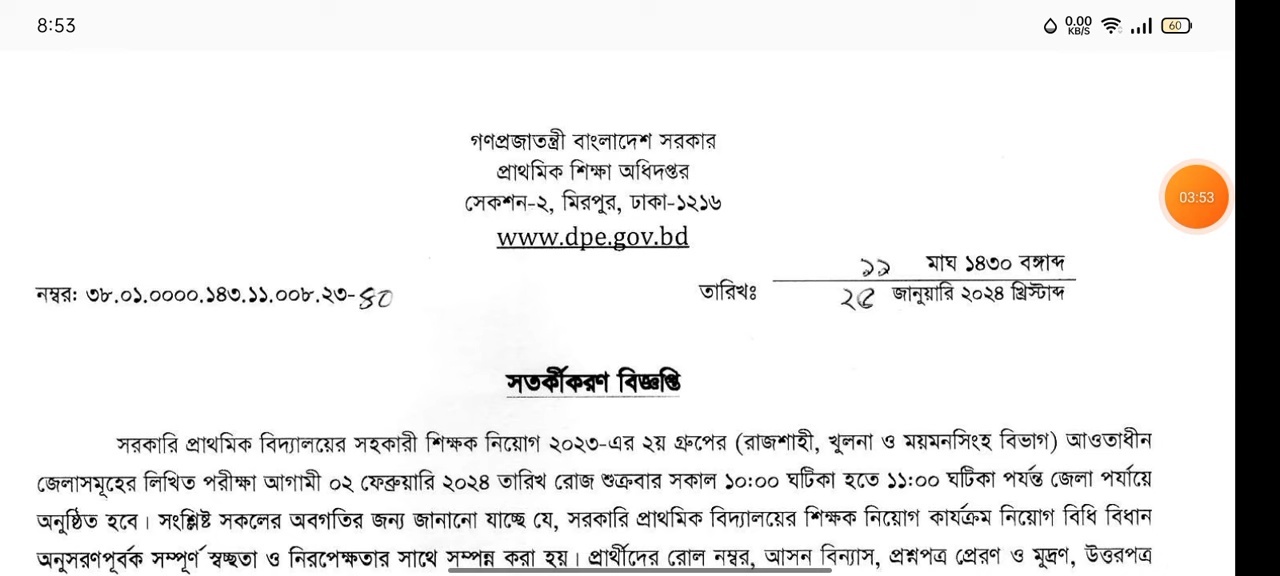 8:53
0.00 KB/S 60
গণপ্রজাতন্ত্রী বাংলাদেশ সরকার
প্রাথমিক শিক্ষা অধিদপ্তর
সেকশন-২, মিরপুর, ঢাকা-১২১৬
03:53
www.dpe.gov.bd
১১ মাঘ ১৪৩০ বঙ্গাব্দ
নম্বর: ৩৮.০১.০০০০.১৪৩.১১.০০৮.২৩-৪০ তারিখঃ
২৫ জানুয়ারি ২০২৪ খ্রিস্টাব্দ
সতর্কীকরণ বিজ্ঞপ্তি
সরকারি প্রাথমিক বিদ্যালয়ের সহকারী শিক্ষক নিয়োগ ২০২৩-এর ২য় গ্রুপের (রাজশাহী, খুলনা ও ময়মনসিংহ বিভাগ) আওতাধীন
জেলাসমূহের লিখিত পরীক্ষা আগামী ০২ ফেব্রুয়ারি ২০২৪ তারিখ রোজ শুক্রবার সকাল ১০:০০ ঘটিকা হতে ১১:০০ ঘটিকা পর্যন্ত জেলা পর্যায়ে
অনুষ্ঠিত হবে। সংশ্লিষ্ট সকলের অবগতির জন্য জানানো যাচ্ছে যে, সরকারি প্রাথমিক বিদ্যালয়ের শিক্ষক নিয়োগ কার্যক্রম নিয়োগ বিধি বিধান
অনুসরণপূর্বক সম্পূর্ণ স্বচ্ছতা ও নিরপেক্ষতার সাথে সম্পন্ন করা হয়। প্রার্থীদের রোল নম্বর, আসন বিন্যাস, প্রশ্নপত্র প্রেরণ ও মুদ্রণ, উত্তরপত্র